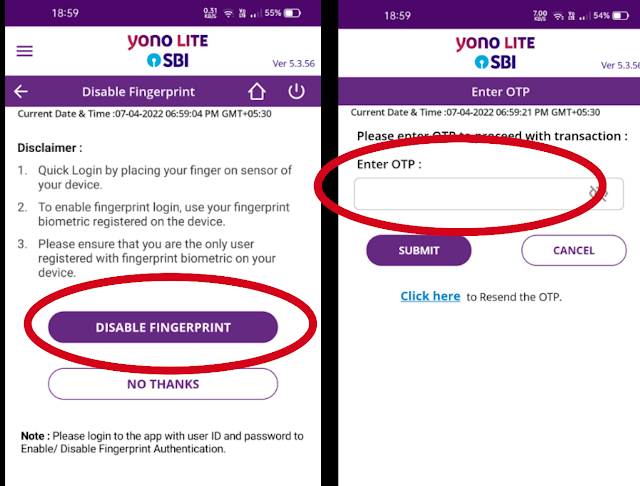 18:59
0.31 KB/S
55%
yono LITE
SBI
Ver 5.3.56
Disable Fingerprint
Current Date & Time :07-04-2022 06:59:04 PM GMT+05:30
Disclaimer :
1. Quick Login by placing your finger on sensor of
your device.
2. To enable fingerprint login, use your fingerprint
biometric registered on the device.
3. Please ensure that you are the only user
registered with fingerprint biometric on your
device.
DISABLE FINGERPRINT
NO THANKS
Note : Please login to the app with user ID and password to
Enable/ Disable Fingerprint Authentication.
18:59
7.00 KB/S
54%
yono LITE
SBI
Ver 5.3.56
Enter OTP
Current Date & Time :07-04-2022 06:59:21 PM GMT+05:30
Please enter OTP to proceed with transaction :
Enter OTP :
SUBMIT
CANCEL
Click here to Resend the OTP.